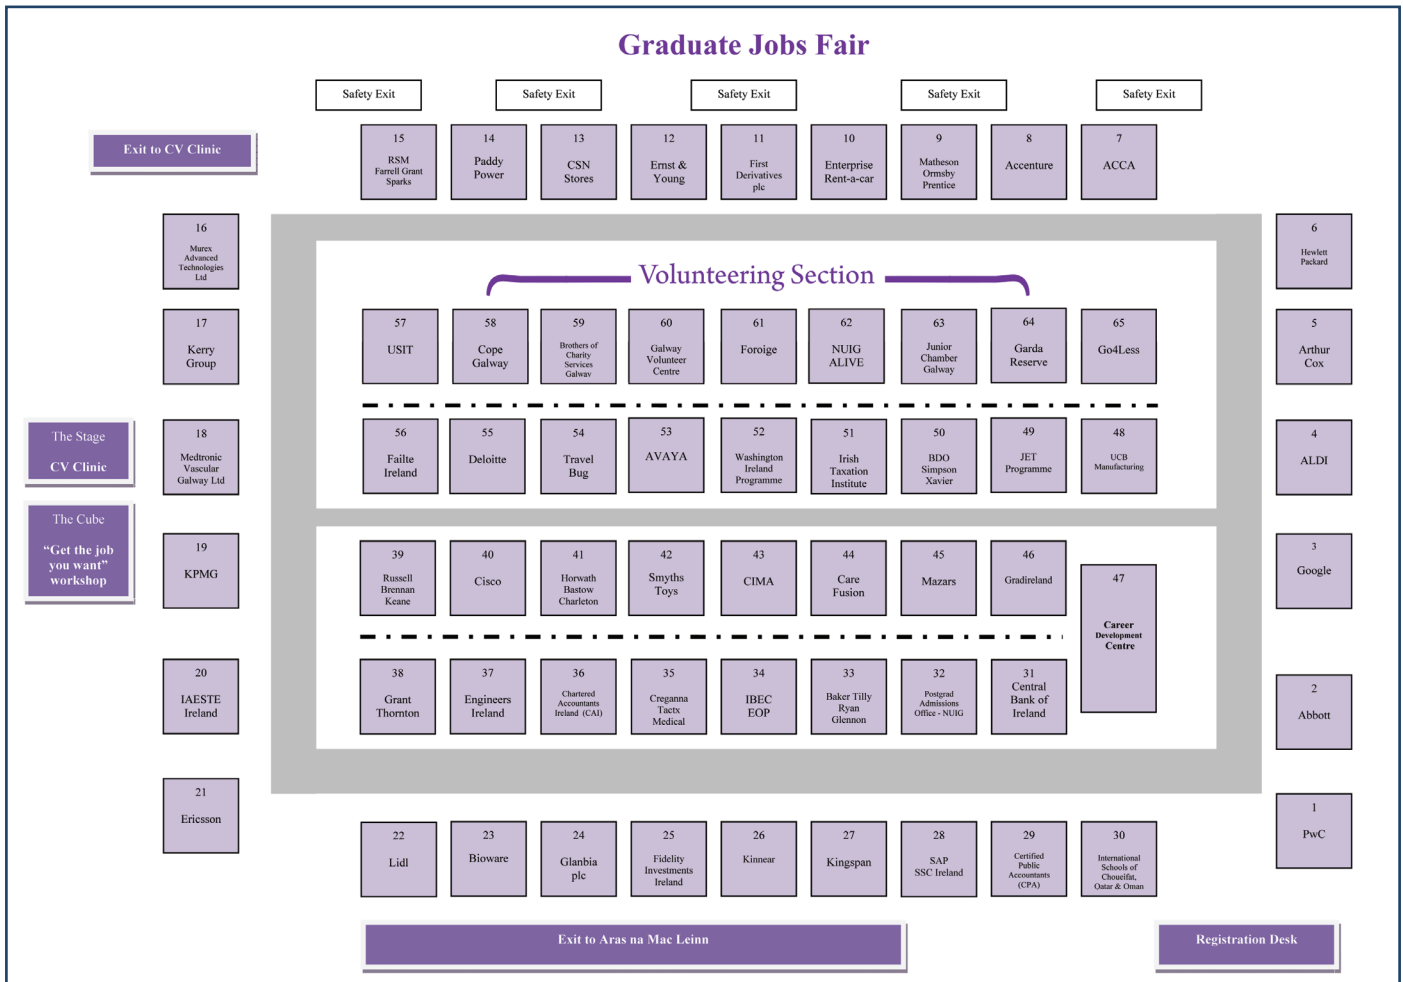 Graduate Jobs Fair
Safety Exit
Safety Exit
Safety Exit
Safety Exit
Safety Exit
Exit to CV Clinic
15
RSM
Farrell Grant
Sparks
14
Paddy
Power
13
CSN
Stores
12
Ernst &
Young
11
First
Derivatives
plc
10
Enterprise
Rent-a-car
9
Matheson
Ormsby
Prentice
8
Accenture
7
ACCA
16
Murex
Advanced
Technologies
Ltd
6
Hewlett
Packard
Volunteering Section
17
Kerry
Group
57
USIT
58
Cope
Galway
59
Brothers of
Charity
Services
Galway
60
Galway
Volunteer
Centre
61
Foroige
62
NUIG
ALIVE
63
Junior
Chamber
Galway
64
Garda
Reserve
65
Go4Less
5
Arthur
Cox
The Stage
CV Clinic
18
Medtronic
Vascular
Galway Ltd
56
Failte
Ireland
55
Deloitte
54
Travel
Bug
53
AVAYA
52
Washington
Ireland
Programme
51
Irish
Taxation
Institute
50
BDO
Simpson
Xavier
49
JET
Programme
48
UCB
Manufacturing
4
ALDI
The Cube
“Get the job
you want”
workshop
19
KPMG
39
Russell
Brennan
Keane
40
Cisco
41
Horwath
Bastow
Charleton
42
Smyths
Toys
43
CIMA
44
Care
Fusion
45
Mazars
46
Gradireland
47
Career
Development
Centre
3
Google
20
IAESTE
Ireland
38
Grant
Thornton
37
Engineers
Ireland
36
Chartered
Accountants
Ireland (CAI)
35
Creganna
Tactx
Medical
34
IBEC
EOP
33
Baker Tilly
Ryan
Glennon
32
Postgrad
Admissions
Office - NUIG
31
Central
Bank of
Ireland
2
Abbott
21
Ericsson
22
Lidl
23
Bioware
24
Glanbia
plc
25
Fidelity
Investments
Ireland
26
Kinnear
27
Kingspan
28
SAP
SSC Ireland
29
Certified
Public
Accountants
(CPA)
30
International
Schools of
Choueifat,
Qatar & Oman
1
PwC
Exit to Aras na Mac Leinn
Registration Desk